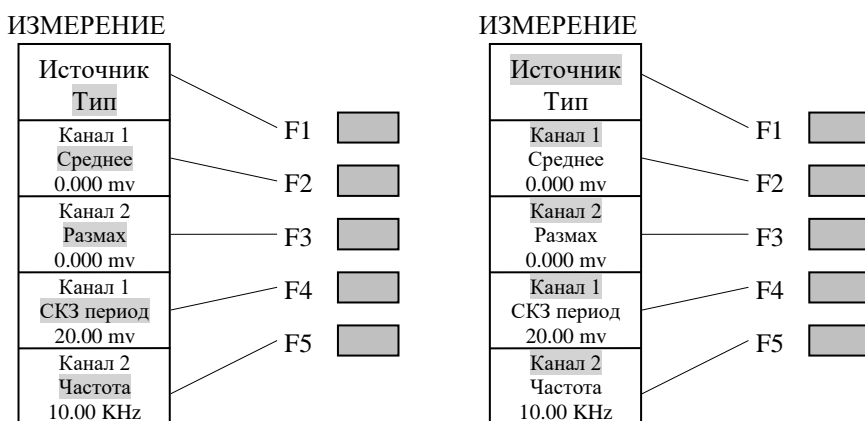 ИЗМЕРЕНИЕ
Источник
Тип
Канал 1
Среднее
0.000 mv
Канал 2
Размах
0.000 mv
Канал 1
СКЗ период
20.00 mv
Канал 2
Частота
10.00 KHz
F1
F2
F3
F4
F5
ИЗМЕРЕНИЕ
Источник
Тип
Канал 1
Среднее
0.000 mv
Канал 2
Размах
0.000 mv
Канал 1
СКЗ период
20.00 mv
Канал 2
Частота
10.00 KHz
F1
F2
F3
F4
F5